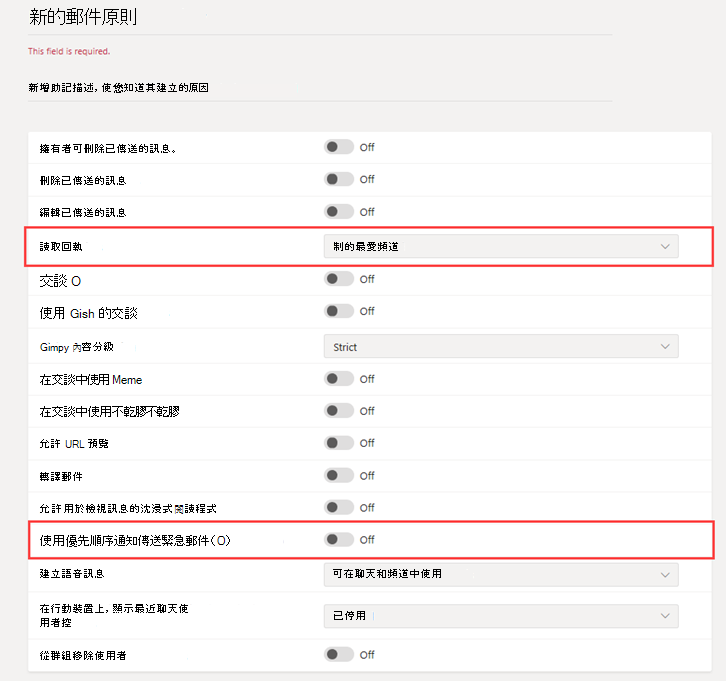 新的郵件原則
This field is required.
新增助記描述，使您知道其建立的原因
擁有者可刪除已傳送的訊息。 Off
刪除已傳送的訊息 Off
編輯已傳送的訊息 Off
讀取回執 制的最愛頻道
交談 O Off
使用 Gish 的交談 Off
Gimpy 內容分級 Strict
在交談中使用 Meme Off
在交談中使用不乾膠不乾膠 Off
允許 URL 預覽 Off
轉譯郵件 Off
允許用於檢視訊息的沈浸式閱讀程式 Off
使用優先順序通知傳送緊急郵件（O） Off
建立語音訊息 可在聊天和頻道中使用
在行動裝置上，顯示最近聊天使
用者控 已停用
從群組移除使用者 Off